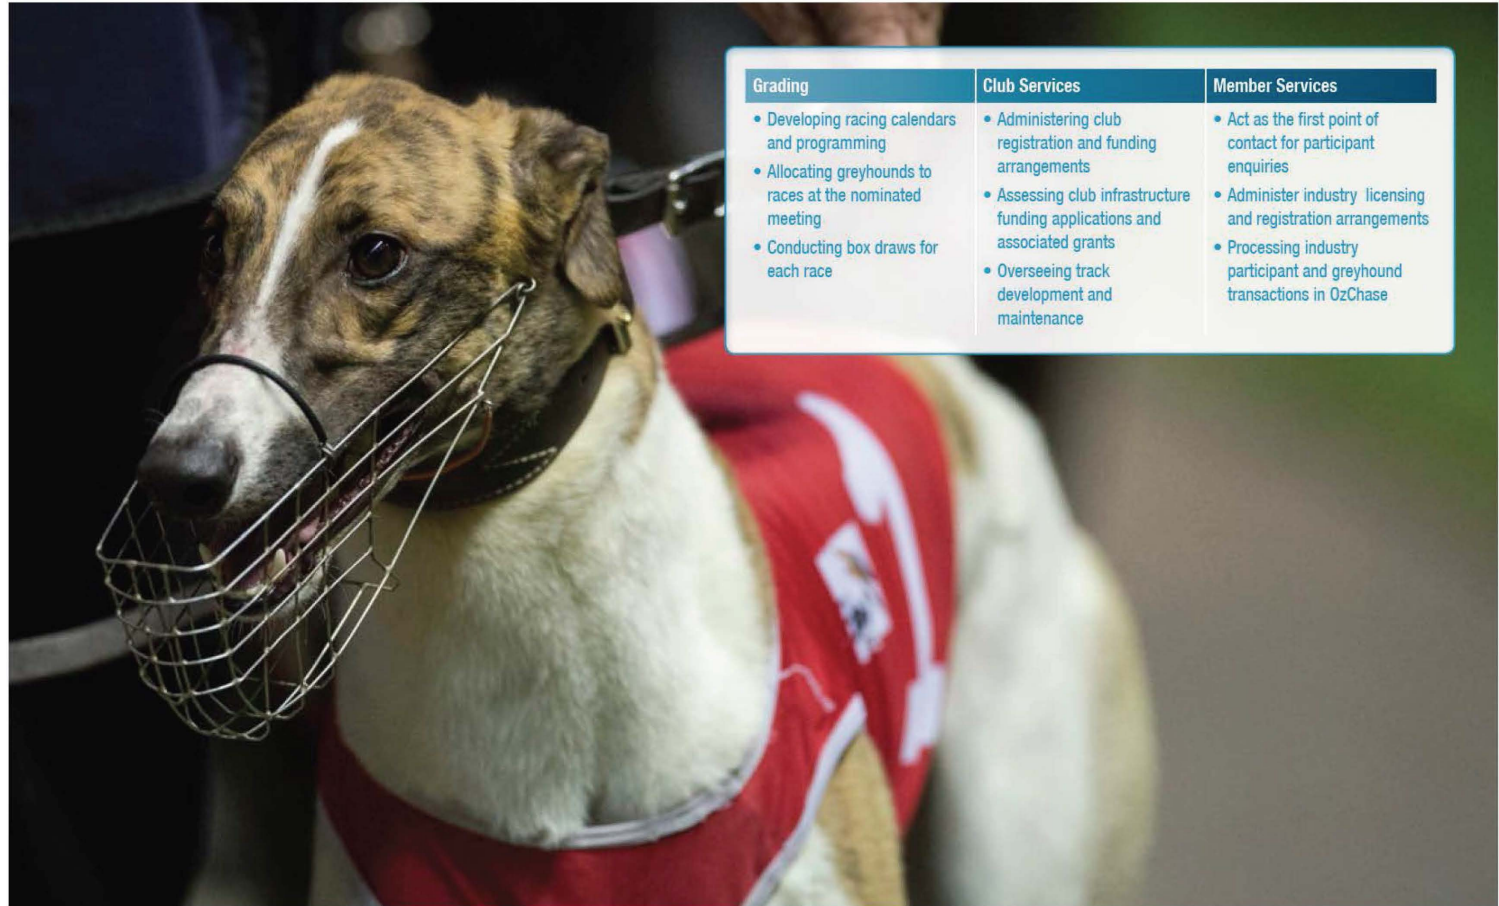 Grading
• Developing racing calendars
and programming
• Allocating greyhounds to
races at the nominated
meeting
• Conducting box draws for
each race
Club Services
• Administering club
registration and funding
arrangements
• Assessing club infrastructure
funding applications and
associated grants
• Overseeing track
development and
maintenance
Member Services
• Act as the first point of
contact for participant
enquiries
• Administer industry licensing
and registration arrangements
• Processing industry
participant and greyhound
transactions in OzChase
1